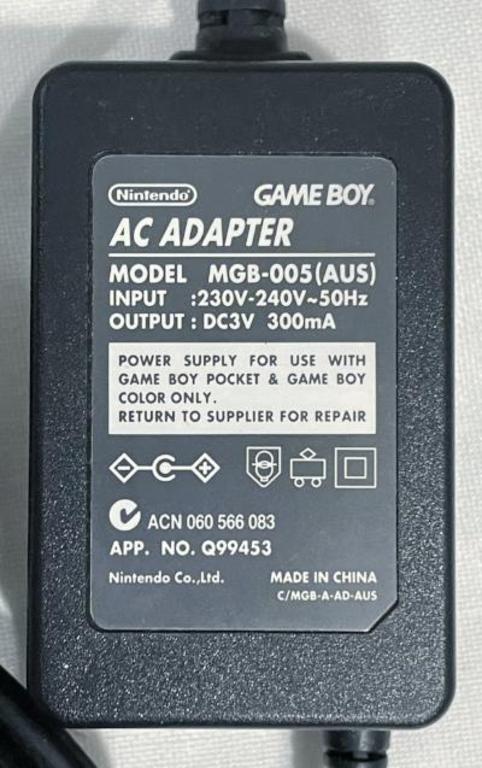 Nintendo® GAME BOY®
AC ADAPTER
MODEL MGB-005(AUS)
INPUT :230V-240V~50Hz
OUTPUT : DC3V 300mA
POWER SUPPLY FOR USE WITH
GAME BOY POCKET & GAME BOY
COLOR ONLY.
RETURN TO SUPPLIER FOR REPAIR
ACN 060 566 083
APP. NO. Q99453
Nintendo Co.,Ltd. MADE IN CHINA
C/MGB-A-AD-AUS